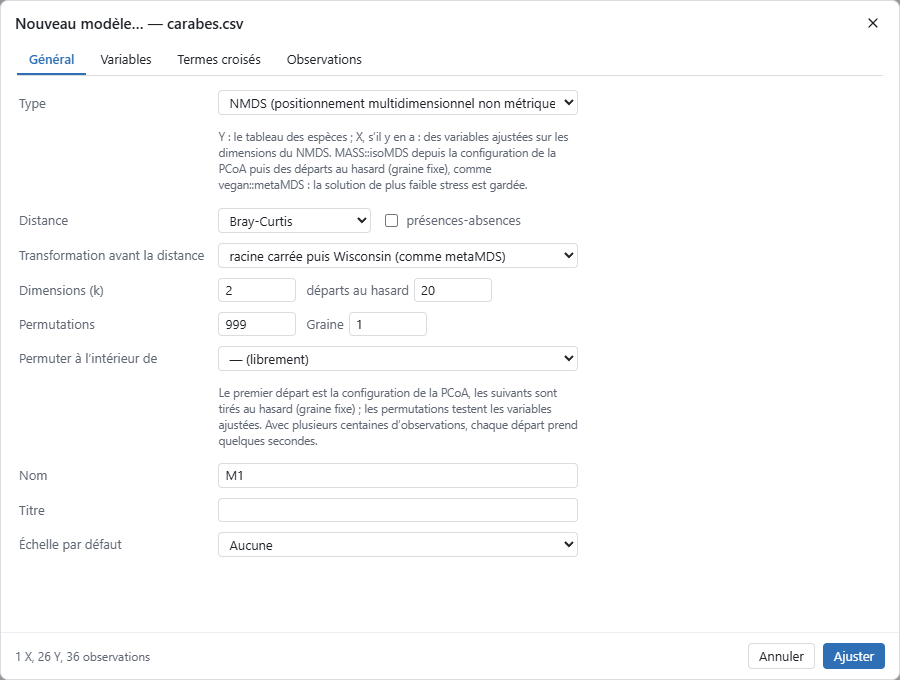 Nouveau modèle... — carabes.csv
Général Variables Termes croisés Observations
Type NMDS (positionnement multidimensionnel non métrique
Y : le tableau des espèces ; X, s'il y en a : des variables ajustées sur les
dimensions du NMDS. MASS::isoMDS depuis la configuration de la
PCoA puis des départs au hasard (graine fixe), comme
vegan::metaMDS : la solution de plus faible stress est gardée.
Distance Bray-Curtis présences-absences
Transformation avant la distance racine carrée puis Wisconsin (comme metaMDS)
Dimensions (k) 2 départs au hasard 20
Permutations 999 Graine 1
Permuter à l'intérieur de — (librement)
Le premier départ est la configuration de la PCoA, les suivants sont
tirés au hasard (graine fixe) ; les permutations testent les variables
ajustées. Avec plusieurs centaines d'observations, chaque départ prend
quelques secondes.
Nom M1
Titre
Échelle par défaut Aucune
1 X, 26 Y, 36 observations Annuler Ajuster